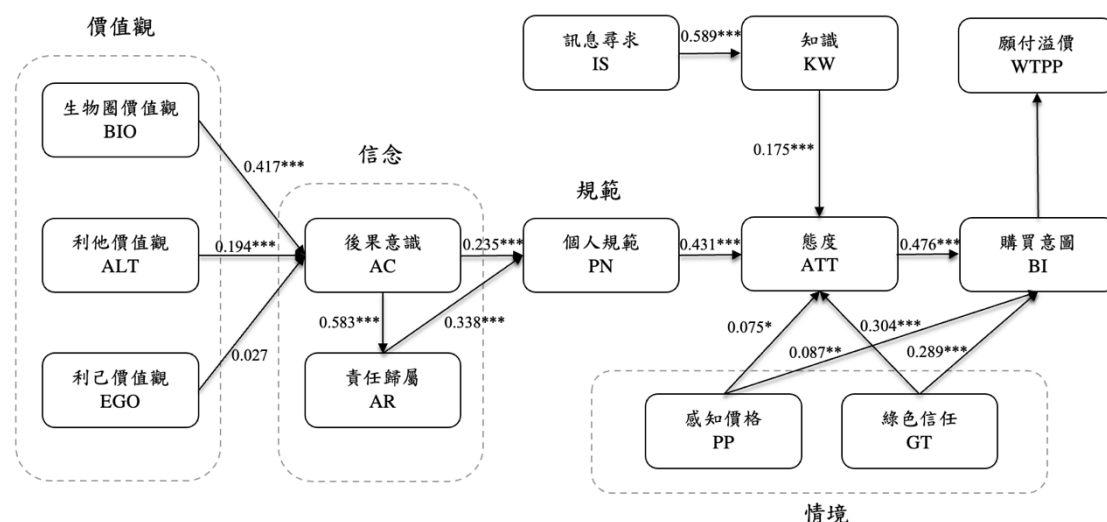 價值觀
生物圈價值觀
BIO
利他價值觀
ALT
利己價值觀
EGO
0.417***
0.194***
0.027
信念
後果意識
AC
0.583***
責任歸屬
AR
0.235***
0.338***
規範
個人規範
PN
0.431***
訊息尋求
IS
0.589***
知識
KW
0.175***
態度
ATT
0.476***
願付溢價
WTPP
購買意圖
BI
0.075*
0.087**
0.304***
0.289***
感知價格
PP
綠色信任
GT
情境